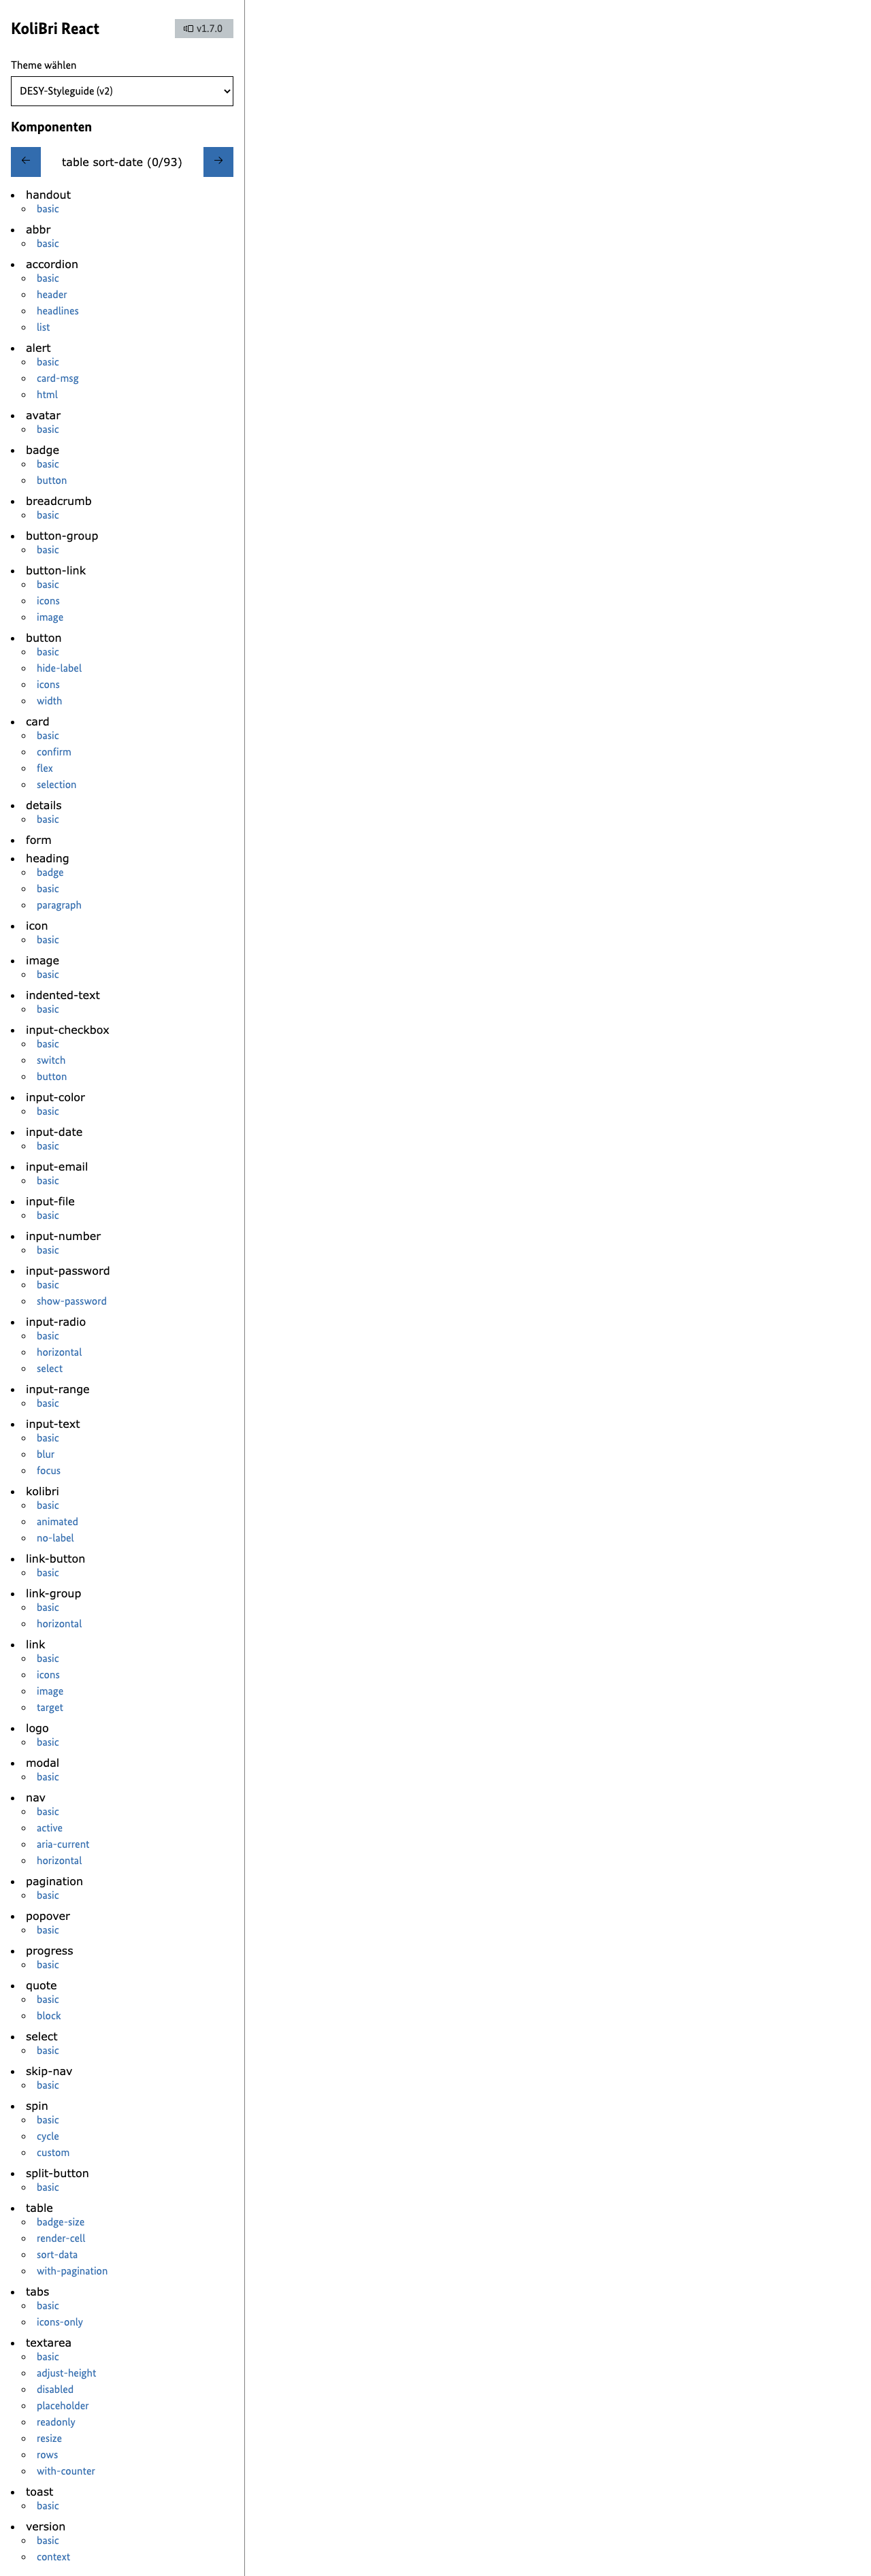 KoliBri React
v1.7.0
Theme wählen
DESY-Styleguide (v2)
Komponenten
← table sort-date (0/93) →
handout
basic
abbr
basic
accordion
basic
header
headlines
list
alert
basic
card-msg
html
avatar
basic
badge
basic
button
breadcrumb
basic
button-group
basic
button-link
basic
icons
image
button
basic
hide-label
icons
width
card
basic
confirm
flex
selection
details
basic
form
heading
badge
basic
paragraph
icon
basic
image
basic
indented-text
basic
input-checkbox
basic
switch
button
input-color
basic
input-date
basic
input-email
basic
input-file
basic
input-number
basic
input-password
basic
show-password
input-radio
basic
horizontal
select
input-range
basic
input-text
basic
blur
focus
kolibri
basic
animated
no-label
link-button
basic
link-group
basic
horizontal
link
basic
icons
image
target
logo
basic
modal
basic
nav
basic
active
aria-current
horizontal
pagination
basic
popover
basic
progress
basic
quote
basic
block
select
basic
skip-nav
basic
spin
basic
cycle
custom
split-button
basic
table
badge-size
render-cell
sort-data
with-pagination
tabs
basic
icons-only
textarea
basic
adjust-height
disabled
placeholder
readonly
resize
rows
with-counter
toast
basic
version
basic
context